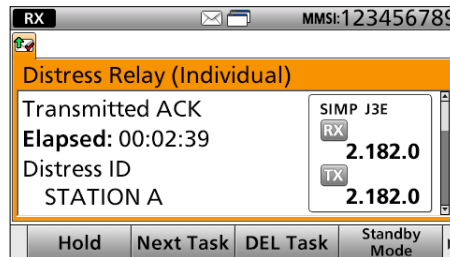 RX MMSI:123456789
Distress Relay (Individual)
Transmitted ACK
Elapsed: 00:02:39
Distress ID
STATION A
SIMP J3E
RX
2.182.0
TX
2.182.0
Hold Next Task DEL Task Standby Mode